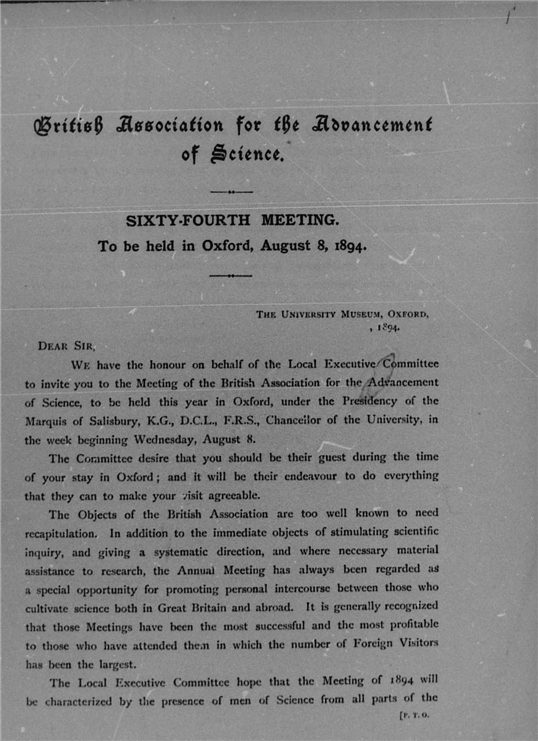 British Association for the Advancement
of Science.
SIXTY-FOURTH MEETING.
To be held in Oxford, August 8, 1894.
THE UNIVERSITY MUSEUM, OXFORD,
, 1894.
DEAR SIR,
WE have the honour on behalf of the Local Executive Committee
to invite you to the Meeting of the British Association for the Advancement
of Science, to be held this year in Oxford, under the Presidency of the
Marquis of Salisbury, K.G., D.C.L., F.R.S., Chancellor of the University, in
the week beginning Wednesday, August 8.
The Committee desire that you should be their guest during the time
of your stay in Oxford; and it will be their endeavour to do everything
that they can to make your visit agreeable.
The Objects of the British Association are too well known to need
recapitulation. In addition to the immediate objects of stimulating scientific
inquiry, and giving a systematic direction, and where necessary material
assistance to research, the Annual Meeting has always been regarded as
a special opportunity for promoting personal intercourse between those who
cultivate science both in Great Britain and abroad. It is generally recognized
that those Meetings have been the most successful and the most profitable
to those who have attended them in which the number of Foreign Visitors
has been the largest.
The Local Executive Committee hope that the Meeting of 1894 will
be characterized by the presence of men of Science from all parts of the
[P. T. O.